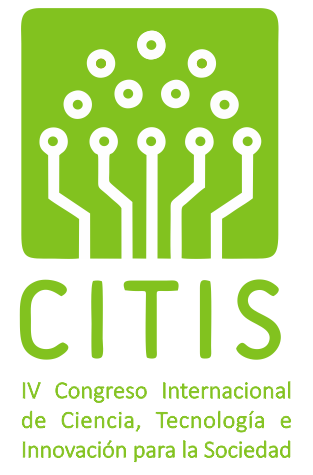 CITIS
IV Congreso Internacional
de Ciencia, Tecnología e
Innovación para la Sociedad